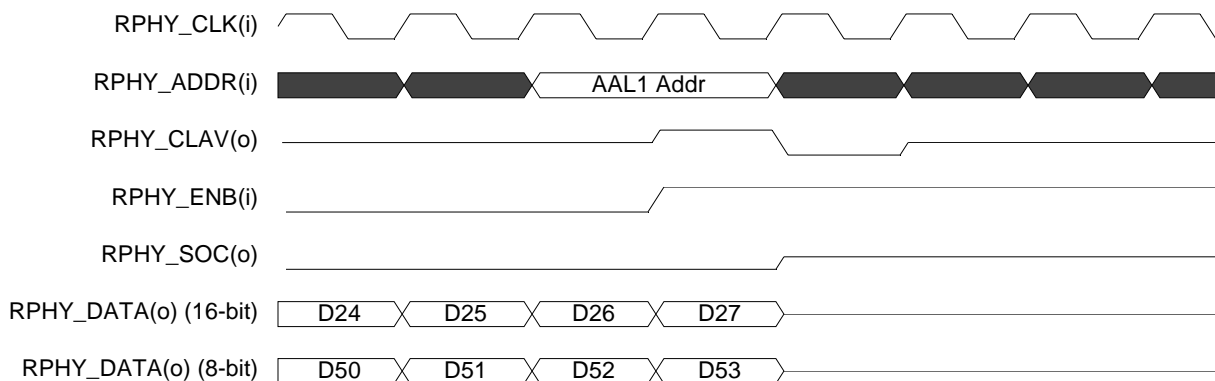 RPHY_CLK(i)
RPHY_ADDR(i) AAL1 Addr
RPHY_CLAV(o)
RPHY_ENB(i)
RPHY_SOC(o)
RPHY_DATA(o) (16-bit) D24 D25 D26 D27
RPHY_DATA(o) (8-bit) D50 D51 D52 D53